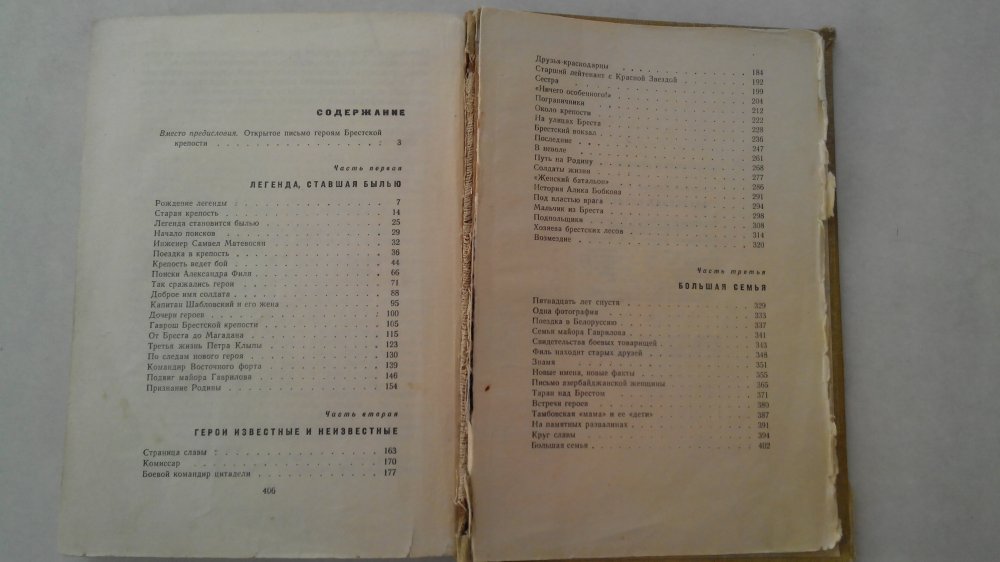 СОДЕРЖАНИЕ
Вместо предисловия. Открытое письмо героям Брестской
крепости . . . . . . . . . . . . . . . . 3
Часть первая
ЛЕГЕНДА, СТАВШАЯ БЫЛЬЮ
Рождение легенды . . . . . . . . . . . . . 7
Старая крепость . . . . . . . . . . . . . 14
Легенда становится былью . . . . . . . . . . . 25
Начало поисков . . . . . . . . . . . . . 29
Инженер Самвел Матевосян . . . . . . . . . . . 32
Поездка в крепость . . . . . . . . . . . . 36
Крепость ведет бой . . . . . . . . . . . . 44
Поиски Александра Филя . . . . . . . . . . . 66
Так сражались герои . . . . . . . . . . . . 71
Доброе имя солдата . . . . . . . . . . . . 88
Капитан Шабловский и его жена . . . . . . . . . 95
Дочери героев . . . . . . . . . . . . . 100
Гаврош Брестской крепости . . . . . . . . . . 105
От Бреста до Магадана . . . . . . . . . . . 115
Третья жизнь Петра Клыпы . . . . . . . . . . 123
По следам нового героя . . . . . . . . . . . 130
Командир Восточного форта . . . . . . . . . . 139
Подвиг майора Гаврилова . . . . . . . . . . . 146
Признание Родины . . . . . . . . . . . . 154
Часть вторая
ГЕРОИ ИЗВЕСТНЫЕ И НЕИЗВЕСТНЫЕ
Страница славы . . . . . . . . . . . . . 163
Комиссар . . . . . . . . . . . . . . . 170
Боевой командир цитадели . . . . . . . . . . 177
406
Друзья-краснодарцы . . . . . . . . . . . . 184
Старший лейтенант с Красной Звездой . . . . . . . 192
Сестра . . . . . . . . . . . . . . . . 199
«Ничего особенного!» . . . . . . . . . . . . 204
Пограничники . . . . . . . . . . . . . . 212
Около крепости . . . . . . . . . . . . . 222
На улицах Бреста . . . . . . . . . . . . . 228
Брестский вокзал . . . . . . . . . . . . . 236
Последние . . . . . . . . . . . . . . . 247
В неволе . . . . . . . . . . . . . . . 261
Путь на Родину . . . . . . . . . . . . . 268
Солдаты жизни . . . . . . . . . . . . . 277
«Женский батальон» . . . . . . . . . . . . 286
История Алика Бобкова . . . . . . . . . . . 291
Под властью врага . . . . . . . . . . . . 294
Мальчик из Бреста . . . . . . . . . . . . 298
Подпольщики . . . . . . . . . . . . . . 308
Хозяева брестских лесов . . . . . . . . . . . 314
Возмездие . . . . . . . . . . . . . . . 320
Часть третья
БОЛЬШАЯ СЕМЬЯ
Пятнадцать лет спустя . . . . . . . . . . . 329
Одна фотография . . . . . . . . . . . . . 333
Поездка в Белоруссию . . . . . . . . . . . 337
Семья майора Гаврилова . . . . . . . . . . . 341
Свидетельства боевых товарищей . . . . . . . . . 343
Филь находит старых друзей . . . . . . . . . . 348
Знамя . . . . . . . . . . . . . . . . 351
Новые имена, новые факты . . . . . . . . . . 355
Письмо азербайджанской женщины . . . . . . . . 365
Таран над Брестом . . . . . . . . . . . . 371
Встречи героев . . . . . . . . . . . . . 380
Тамбовская «мама» и ее «дети» . . . . . . . . . 387
На памятных развалинах . . . . . . . . . . . 391
Круг славы . . . . . . . . . . . . . . 394
Большая семья . . . . . . . . . . . . . 402